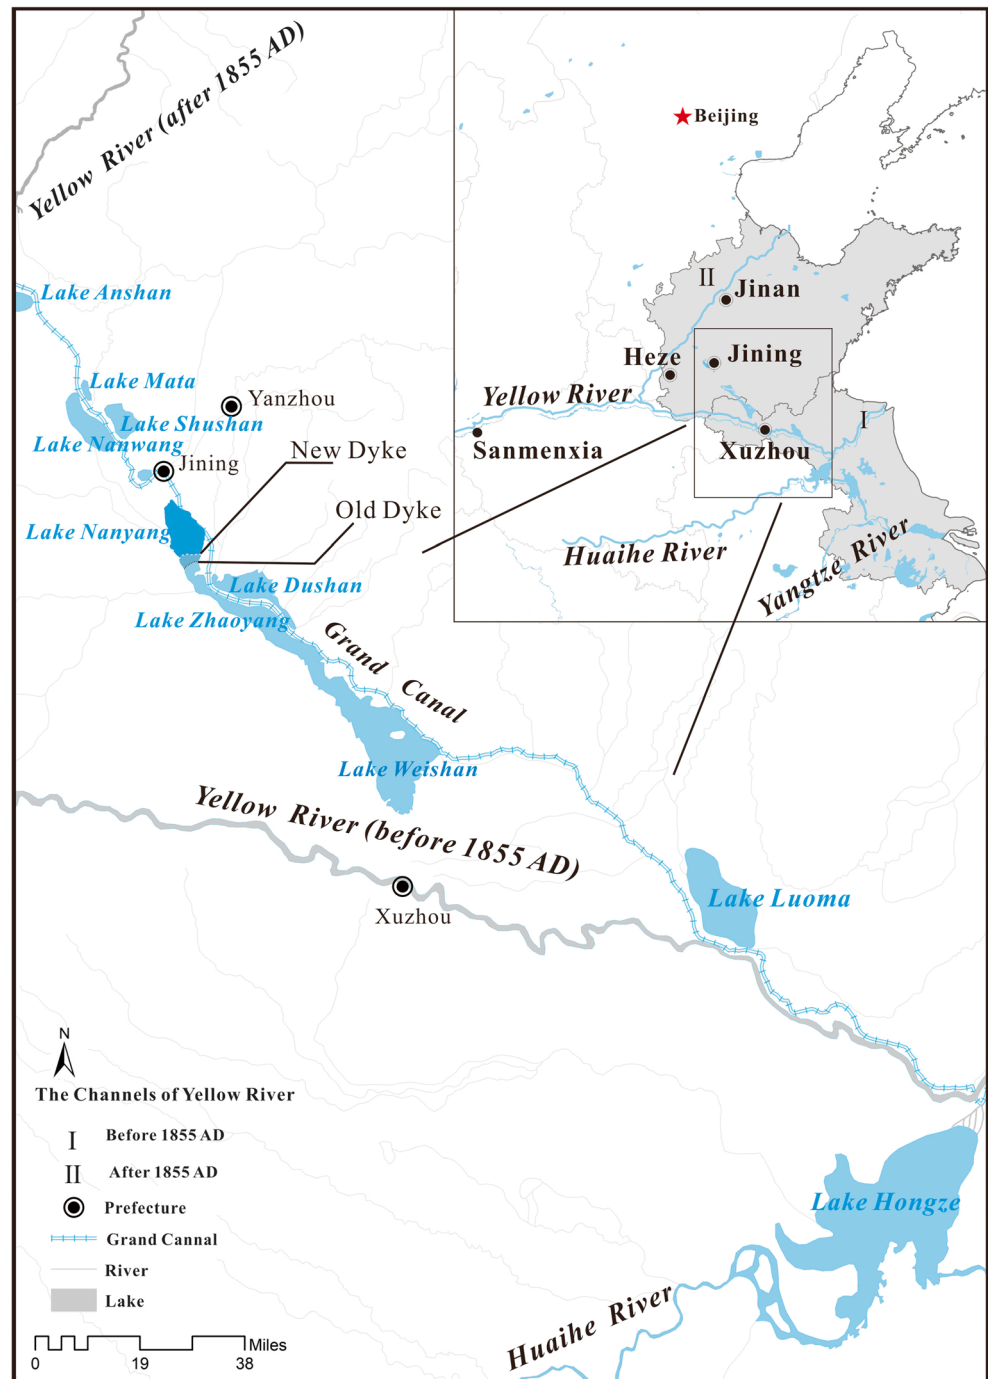 Yellow River (after 1855 AD)
Beijing
II
Jinan
Heze
Jining
Yellow River
I
Sanmenxia
Xuzhou
Huaihe River
Yangtze River
Lake Anshan
Lake Mata
Yanzhou
Lake Shushan
Lake Nanwang
New Dyke
Jining
Old Dyke
Lake Nanyang
Lake Dushan
Lake Zhaoyang
Grand Canal
Lake Weishan
Yellow River (before 1855 AD)
Lake Luoma
Xuzhou
N
The Channels of Yellow River
I Before 1855 AD
II After 1855 AD
Prefecture
Grand Cannal
River
Lake
Miles
0 19 38
Lake Hongze
Huaihe River